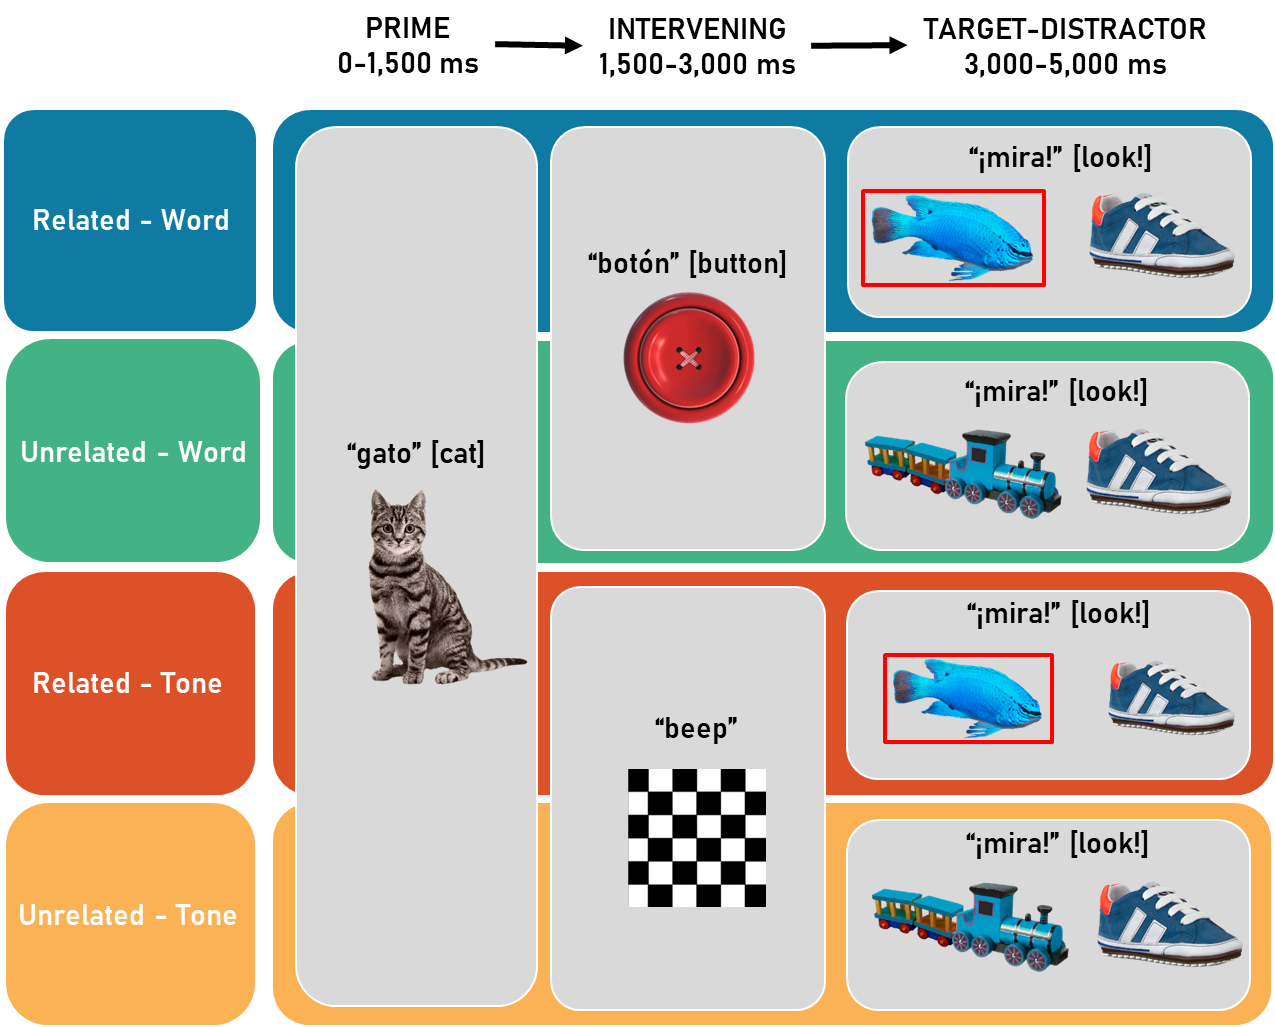 PRIME
0-1,500 ms
INTERVENING
1,500-3,000 ms
TARGET-DISTRACTOR
3,000-5,000 ms
Related - Word
“¡mira!” [look!]
“botón” [button]
Unrelated - Word
“¡mira!” [look!]
“gato” [cat]
Related - Tone
“¡mira!” [look!]
“beep”
Unrelated - Tone
“¡mira!” [look!]